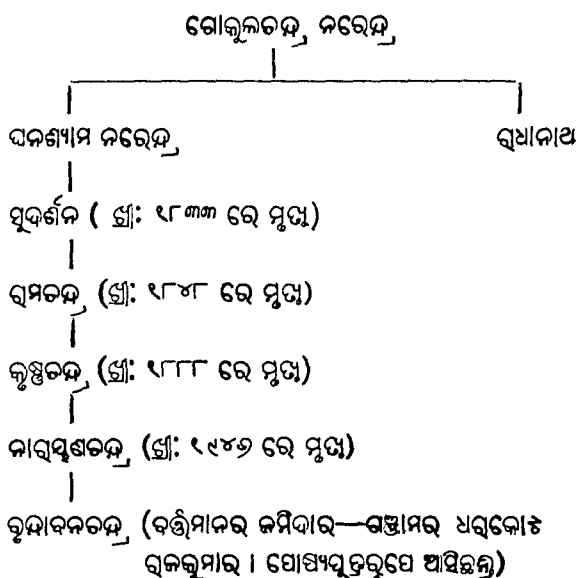 ଗୋକୁଳଚନ୍ଦ୍ର ନରେନ୍ଦ୍ର
ଘନଶ୍ୟାମ ନରେନ୍ଦ୍ର ରାଧାନାଥ
ସୁଦର୍ଶନ ( ଖ୍ରୀ: ୧୮୩୩ ରେ ମୃତ୍ୟୁ)
ରାମଚନ୍ଦ୍ର (ଖ୍ରୀ: ୧୮୪୮ ରେ ମୃତ୍ୟୁ)
କୃଷ୍ଣଚନ୍ଦ୍ର (ଖ୍ରୀ: ୧୮୮୮ ରେ ମୃତ୍ୟୁ)
ନାରାୟଣଚନ୍ଦ୍ର (ଖ୍ରୀ: ୧୯୪୬ ରେ ମୃତ୍ୟୁ)
ବୃନ୍ଦାବନଚନ୍ଦ୍ର (ବର୍ତ୍ତମାନର ଜମିଦାର—ଗଞ୍ଜାମର ଧରାକୋଟ
ରାଜକୁମାର । ପୋଷ୍ୟପୁତ୍ରରୂପେ ଆସିଛନ୍ତି)